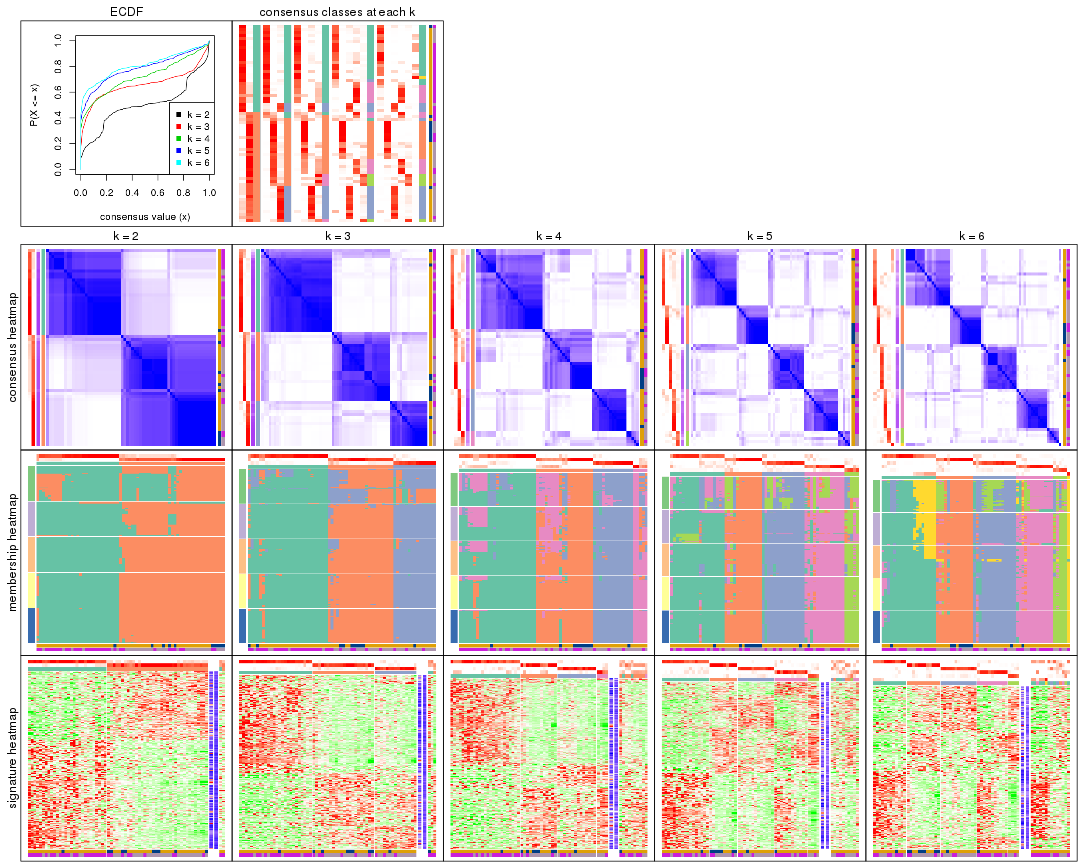 ECDF
consensus classes at each k
P(X <= x)
0.0 0.2 0.4 0.6 0.8 1.0
k = 2
k = 3
k = 4
k = 5
k = 6
0.0 0.2 0.4 0.6 0.8 1.0
consensus value (x)
k = 2
k = 3
k = 4
k = 5
k = 6
consensus heatmap
membership heatmap
signature heatmap